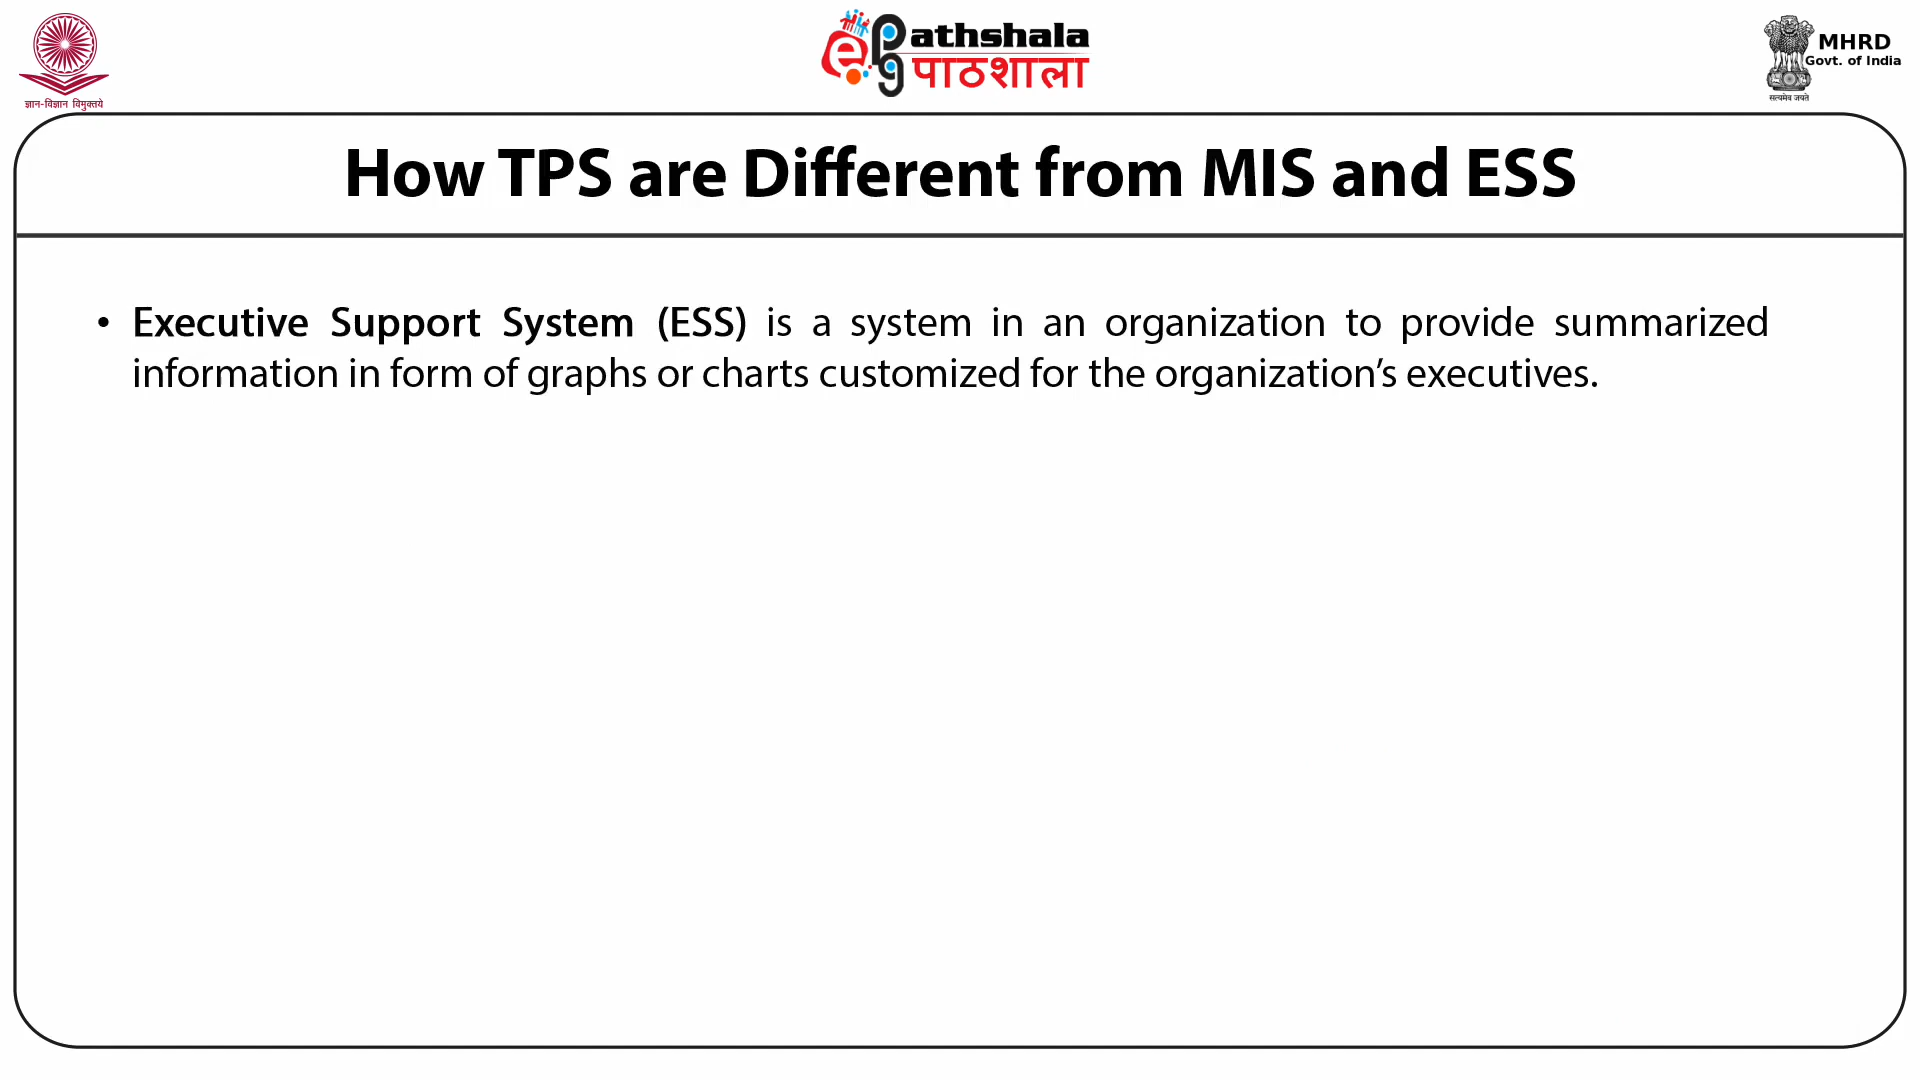 ज्ञान-विज्ञान विमुक्तये
e PG athshala
पाठशाला
MHRD
Govt. of India
सत्यमेव जयते
How TPS are Different from MIS and ESS
• Executive Support System (ESS) is a system in an organization to provide summarized
information in form of graphs or charts customized for the organization’s executives.